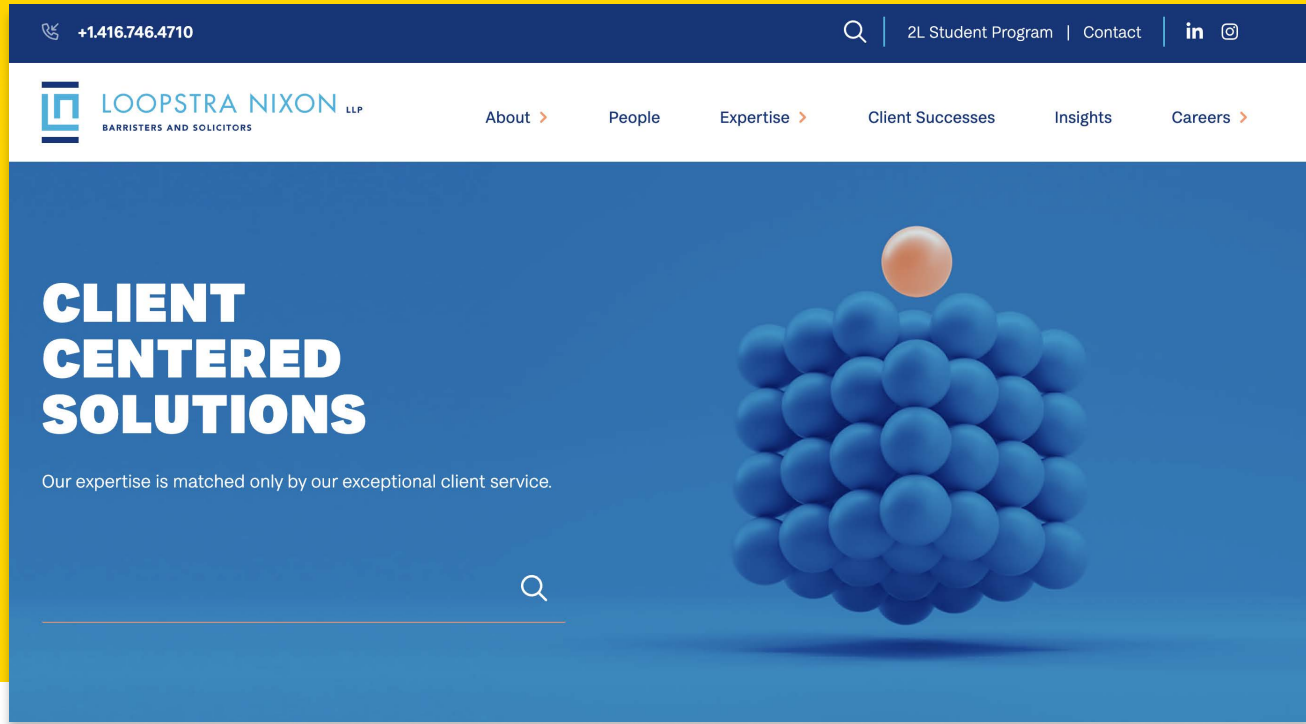 +1.416.746.4710
2L Student Program | Contact
in
LOOPSTRA NIXON LLP
BARRISTERS AND SOLICITORS
About > People Expertise > Client Successes Insights Careers >
CLIENT
CENTERED
SOLUTIONS
Our expertise is matched only by our exceptional client service.